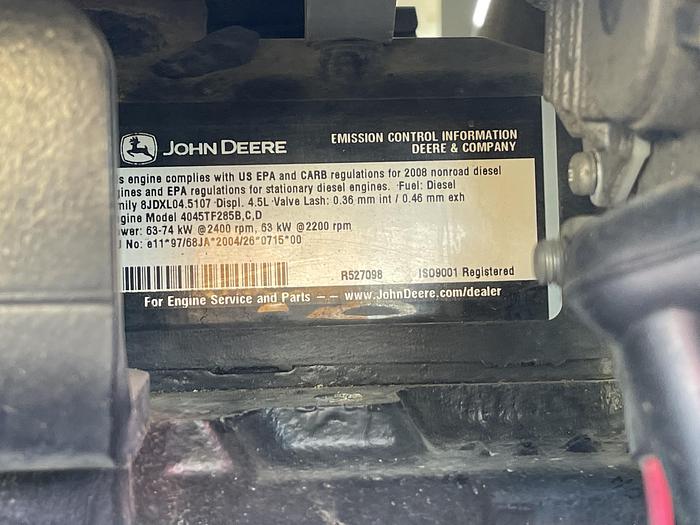 JOHN DEERE
EMISSION CONTROL INFORMATION
DEERE & COMPANY
s engine complies with US EPA and CARB regulations for 2008 nonroad diesel
gines and EPA regulations for stationary diesel engines. Fuel: Diesel
mily 8JDXL04.5107 Displ. 4.5L Valve Lash: 0.36 mm int / 0.46 mm exh
gine Model 4045TF285B,C,D
wer: 63-74 kW @2400 rpm, 63 kW @2200 rpm
No: e11*97/68JA*2004/26*0715*00
R527098 ISO9001 Registered
For Engine Service and Parts -- www.JohnDeere.com/dealer